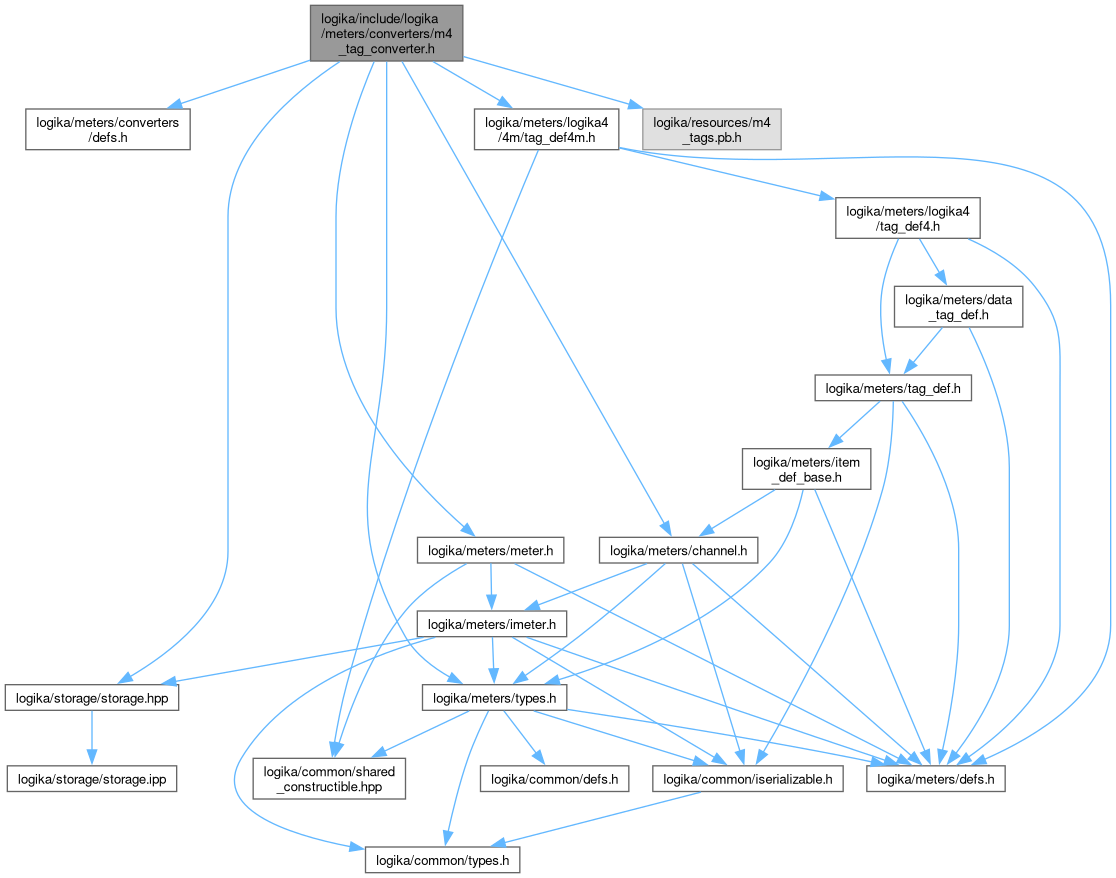 logika/include/logika
/meters/converters/m4
_tag_converter.h
logika/meters/converters
/defs.h
logika/meters/logika4
/4m/tag_def4m.h
logika/resources/m4
_tags.pb.h
logika/meters/logika4
/tag_def4.h
logika/meters/data
_tag_def.h
logika/meters/tag_def.h
logika/meters/item
_def_base.h
logika/meters/meter.h
logika/meters/channel.h
logika/meters/imeter.h
logika/storage/storage.hpp
logika/meters/types.h
logika/storage/storage.ipp
logika/common/shared
_constructible.hpp
logika/common/defs.h
logika/common/iserializable.h
logika/meters/defs.h
logika/common/types.h